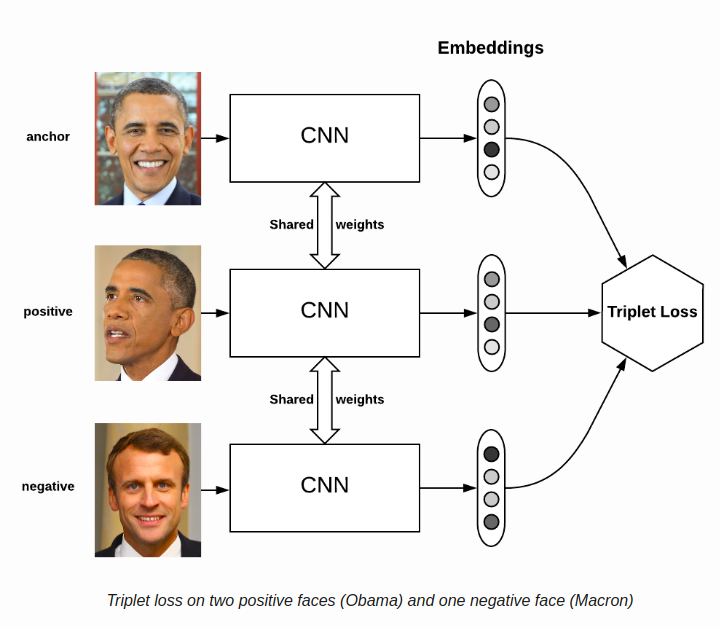 Embeddings
anchor
CNN
Shared weights
positive
CNN
Triplet Loss
Shared weights
negative
CNN
Triplet loss on two positive faces (Obama) and one negative face (Macron)